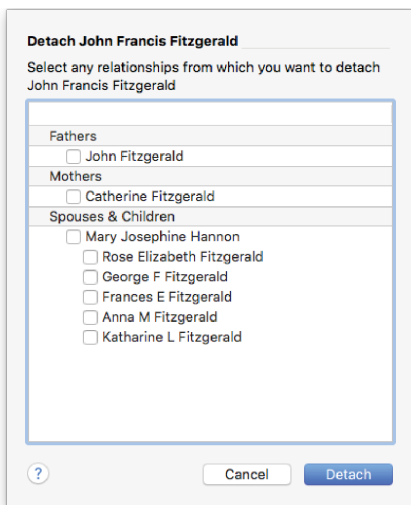 Detach John Francis Fitzgerald
Select any relationships from which you want to detach
John Francis Fitzgerald
Fathers
John Fitzgerald
Mothers
Catherine Fitzgerald
Spouses & Children
Mary Josephine Hannon
Rose Elizabeth Fitzgerald
George F Fitzgerald
Frances E Fitzgerald
Anna M Fitzgerald
Katharine L Fitzgerald
? Cancel Detach